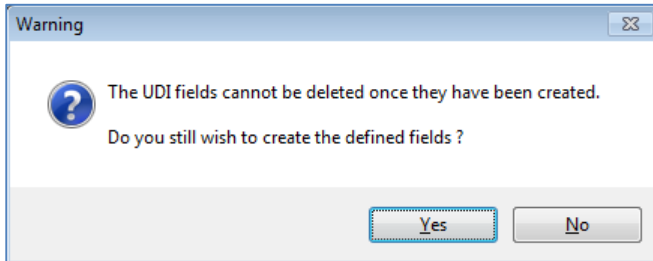 Warning
The UDI fields cannot be deleted once they have been created.
Do you still wish to create the defined fields ?
Yes
No